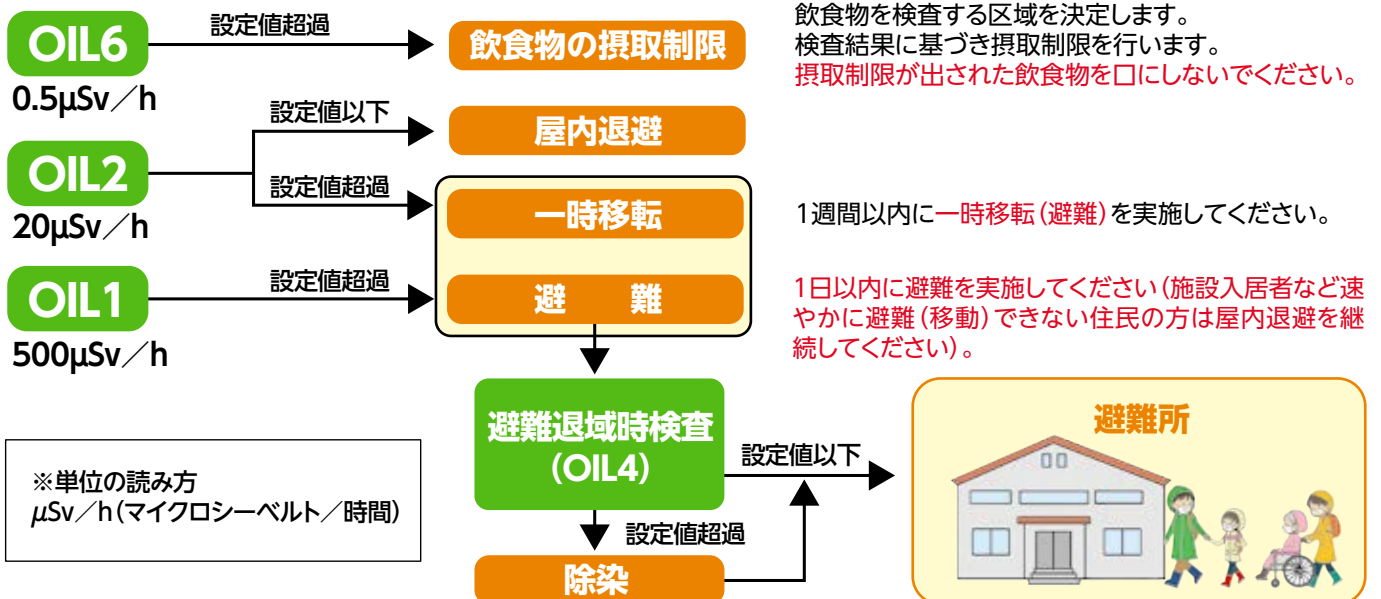 OIL6
0.5μSv／h
設定値超過
飲食物の摂取制限
飲食物を検査する区域を決定します。
検査結果に基づき摂取制限を行います。
摂取制限が出された飲食物を口にしないでください。
OIL2
20μSv／h
設定値以下
屋内退避
設定値超過
一時移転
1週間以内に一時移転（避難）を実施してください。
OIL1
500μSv／h
設定値超過
避　難
1日以内に避難を実施してください（施設入居者など速
やかに避難（移動）できない住民の方は屋内退避を継
続してください）。
避難退域時検査
（OIL4）
設定値以下
避難所
設定値超過
除染
※単位の読み方
μSv／h（マイクロシーベルト／時間）